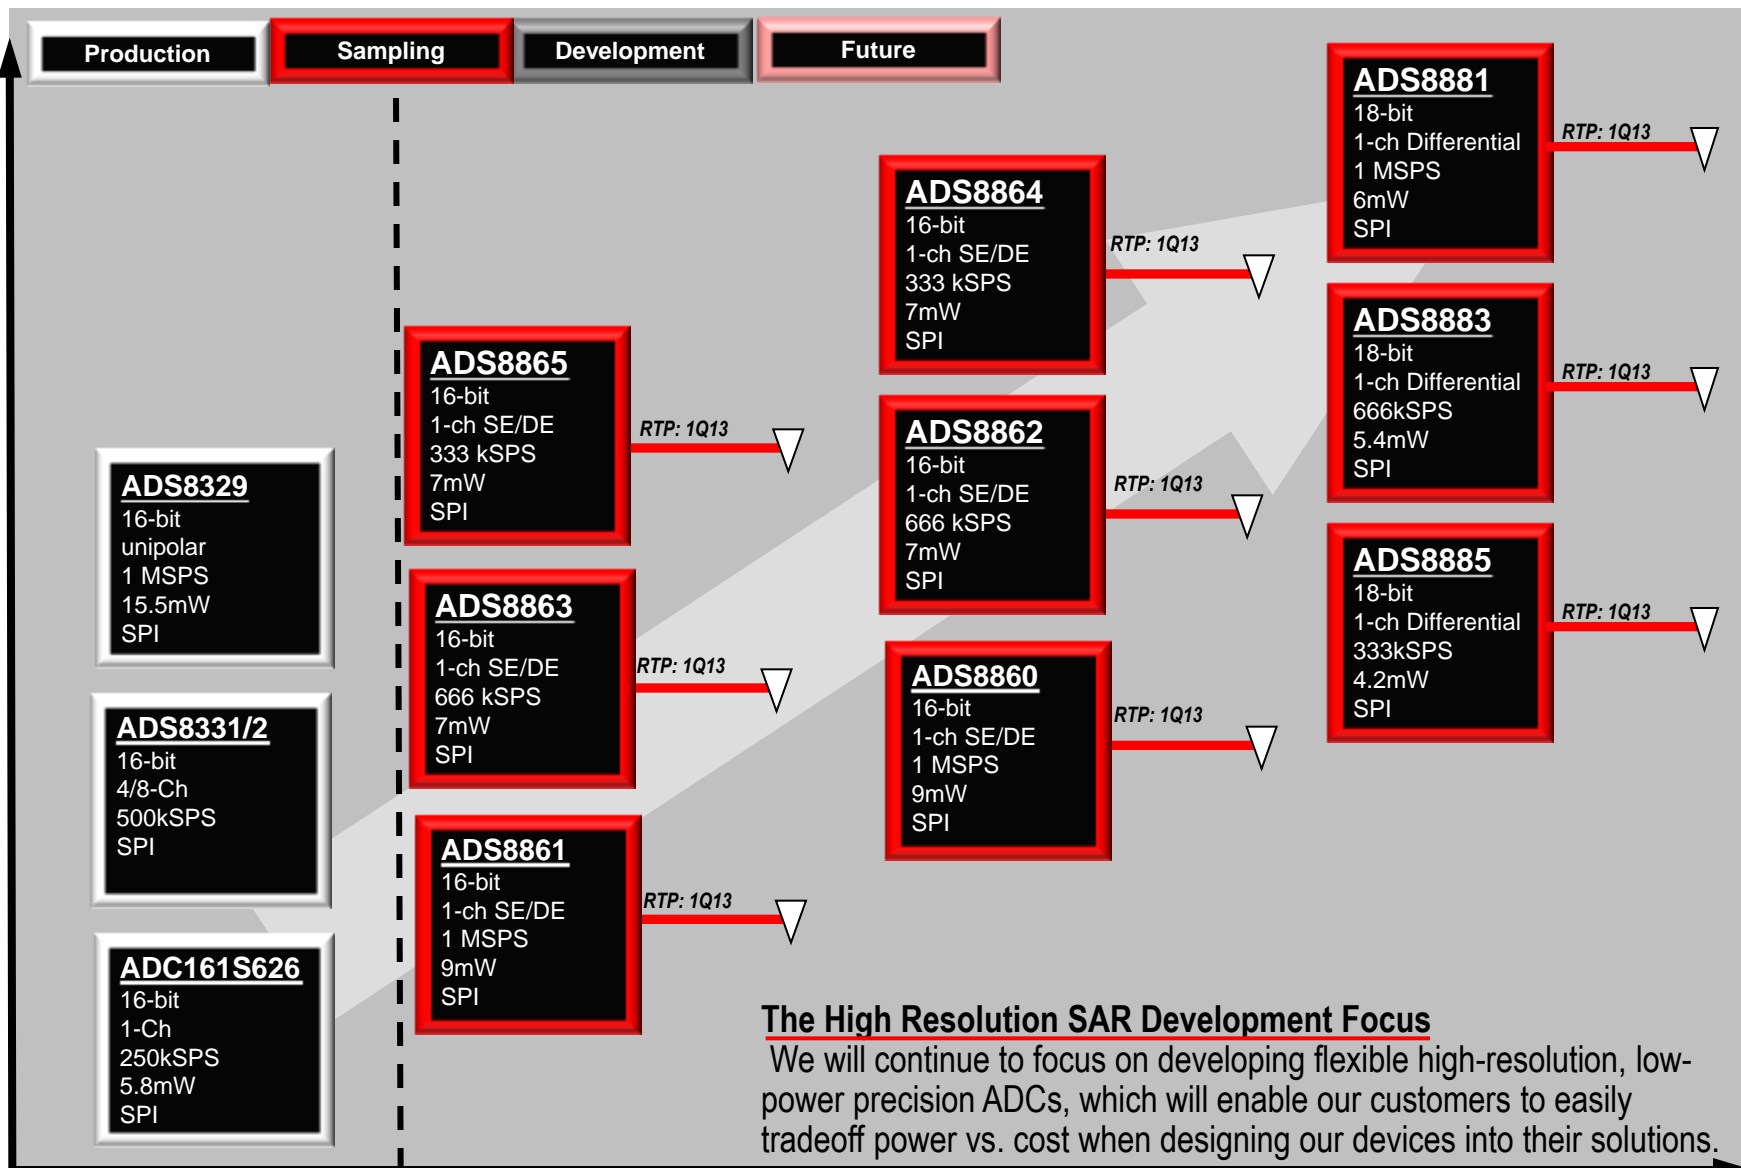 Production
Sampling
Development
Future
ADS8329
16-bit
unipolar
1 MSPS
15.5mW
SPI
ADS8331/2
16-bit
4/8-Ch
500kSPS
SPI
ADC161S626
16-bit
1-Ch
250kSPS
5.8mW
SPI
ADS8865
16-bit
1-ch SE/DE
333 kSPS
7mW
SPI
RTP: 1Q13
ADS8863
16-bit
1-ch SE/DE
666 kSPS
7mW
SPI
RTP: 1Q13
ADS8861
16-bit
1-ch SE/DE
1 MSPS
9mW
SPI
RTP: 1Q13
ADS8864
16-bit
1-ch SE/DE
333 kSPS
7mW
SPI
RTP: 1Q13
ADS8862
16-bit
1-ch SE/DE
666 kSPS
7mW
SPI
RTP: 1Q13
ADS8860
16-bit
1-ch SE/DE
1 MSPS
9mW
SPI
RTP: 1Q13
ADS8881
18-bit
1-ch Differential
1 MSPS
6mW
SPI
RTP: 1Q13
ADS8883
18-bit
1-ch Differential
666kSPS
5.4mW
SPI
RTP: 1Q13
ADS8885
18-bit
1-ch Differential
333kSPS
4.2mW
SPI
RTP: 1Q13
The High Resolution SAR Development Focus
We will continue to focus on developing flexible high-resolution, low-
power precision ADCs, which will enable our customers to easily
tradeoff power vs. cost when designing our devices into their solutions.